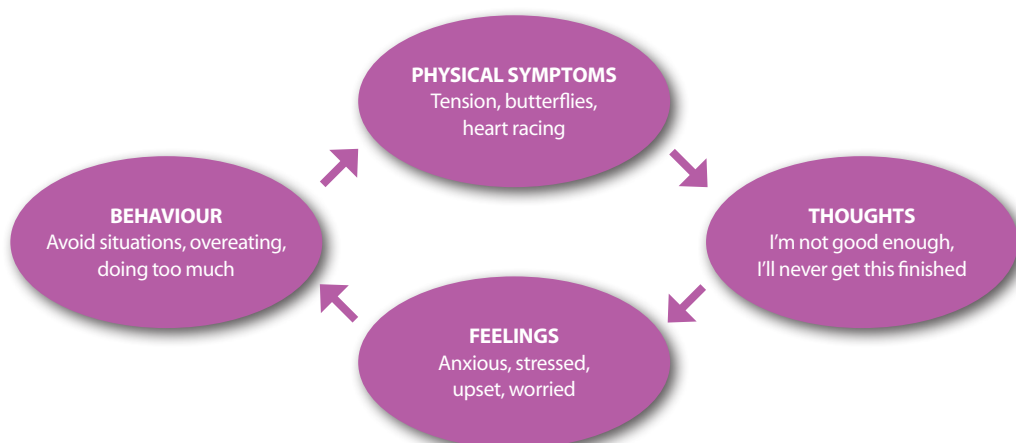 PHYSICAL SYMPTOMS
Tension, butterflies,
heart racing
BEHAVIOUR
Avoid situations, overeating,
doing too much
THOUGHTS
I'm not good enough,
I'll never get this finished
FEELINGS
Anxious, stressed,
upset, worried